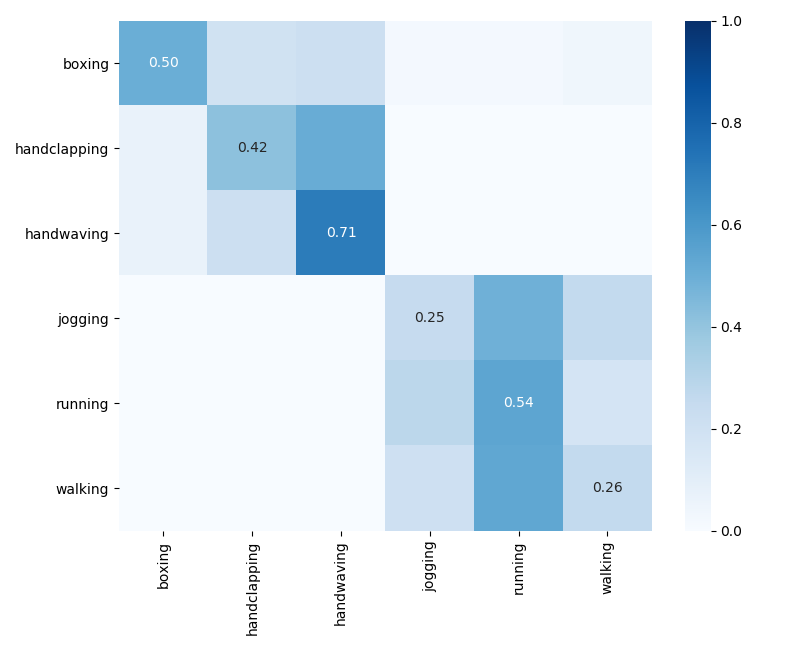 boxing
handclapping
handwaving
jogging
running
walking
0.50
0.42
0.71
0.25
0.54
0.26
boxing
handclapping
handwaving
jogging
running
walking
1.0
0.8
0.6
0.4
0.2
0.0